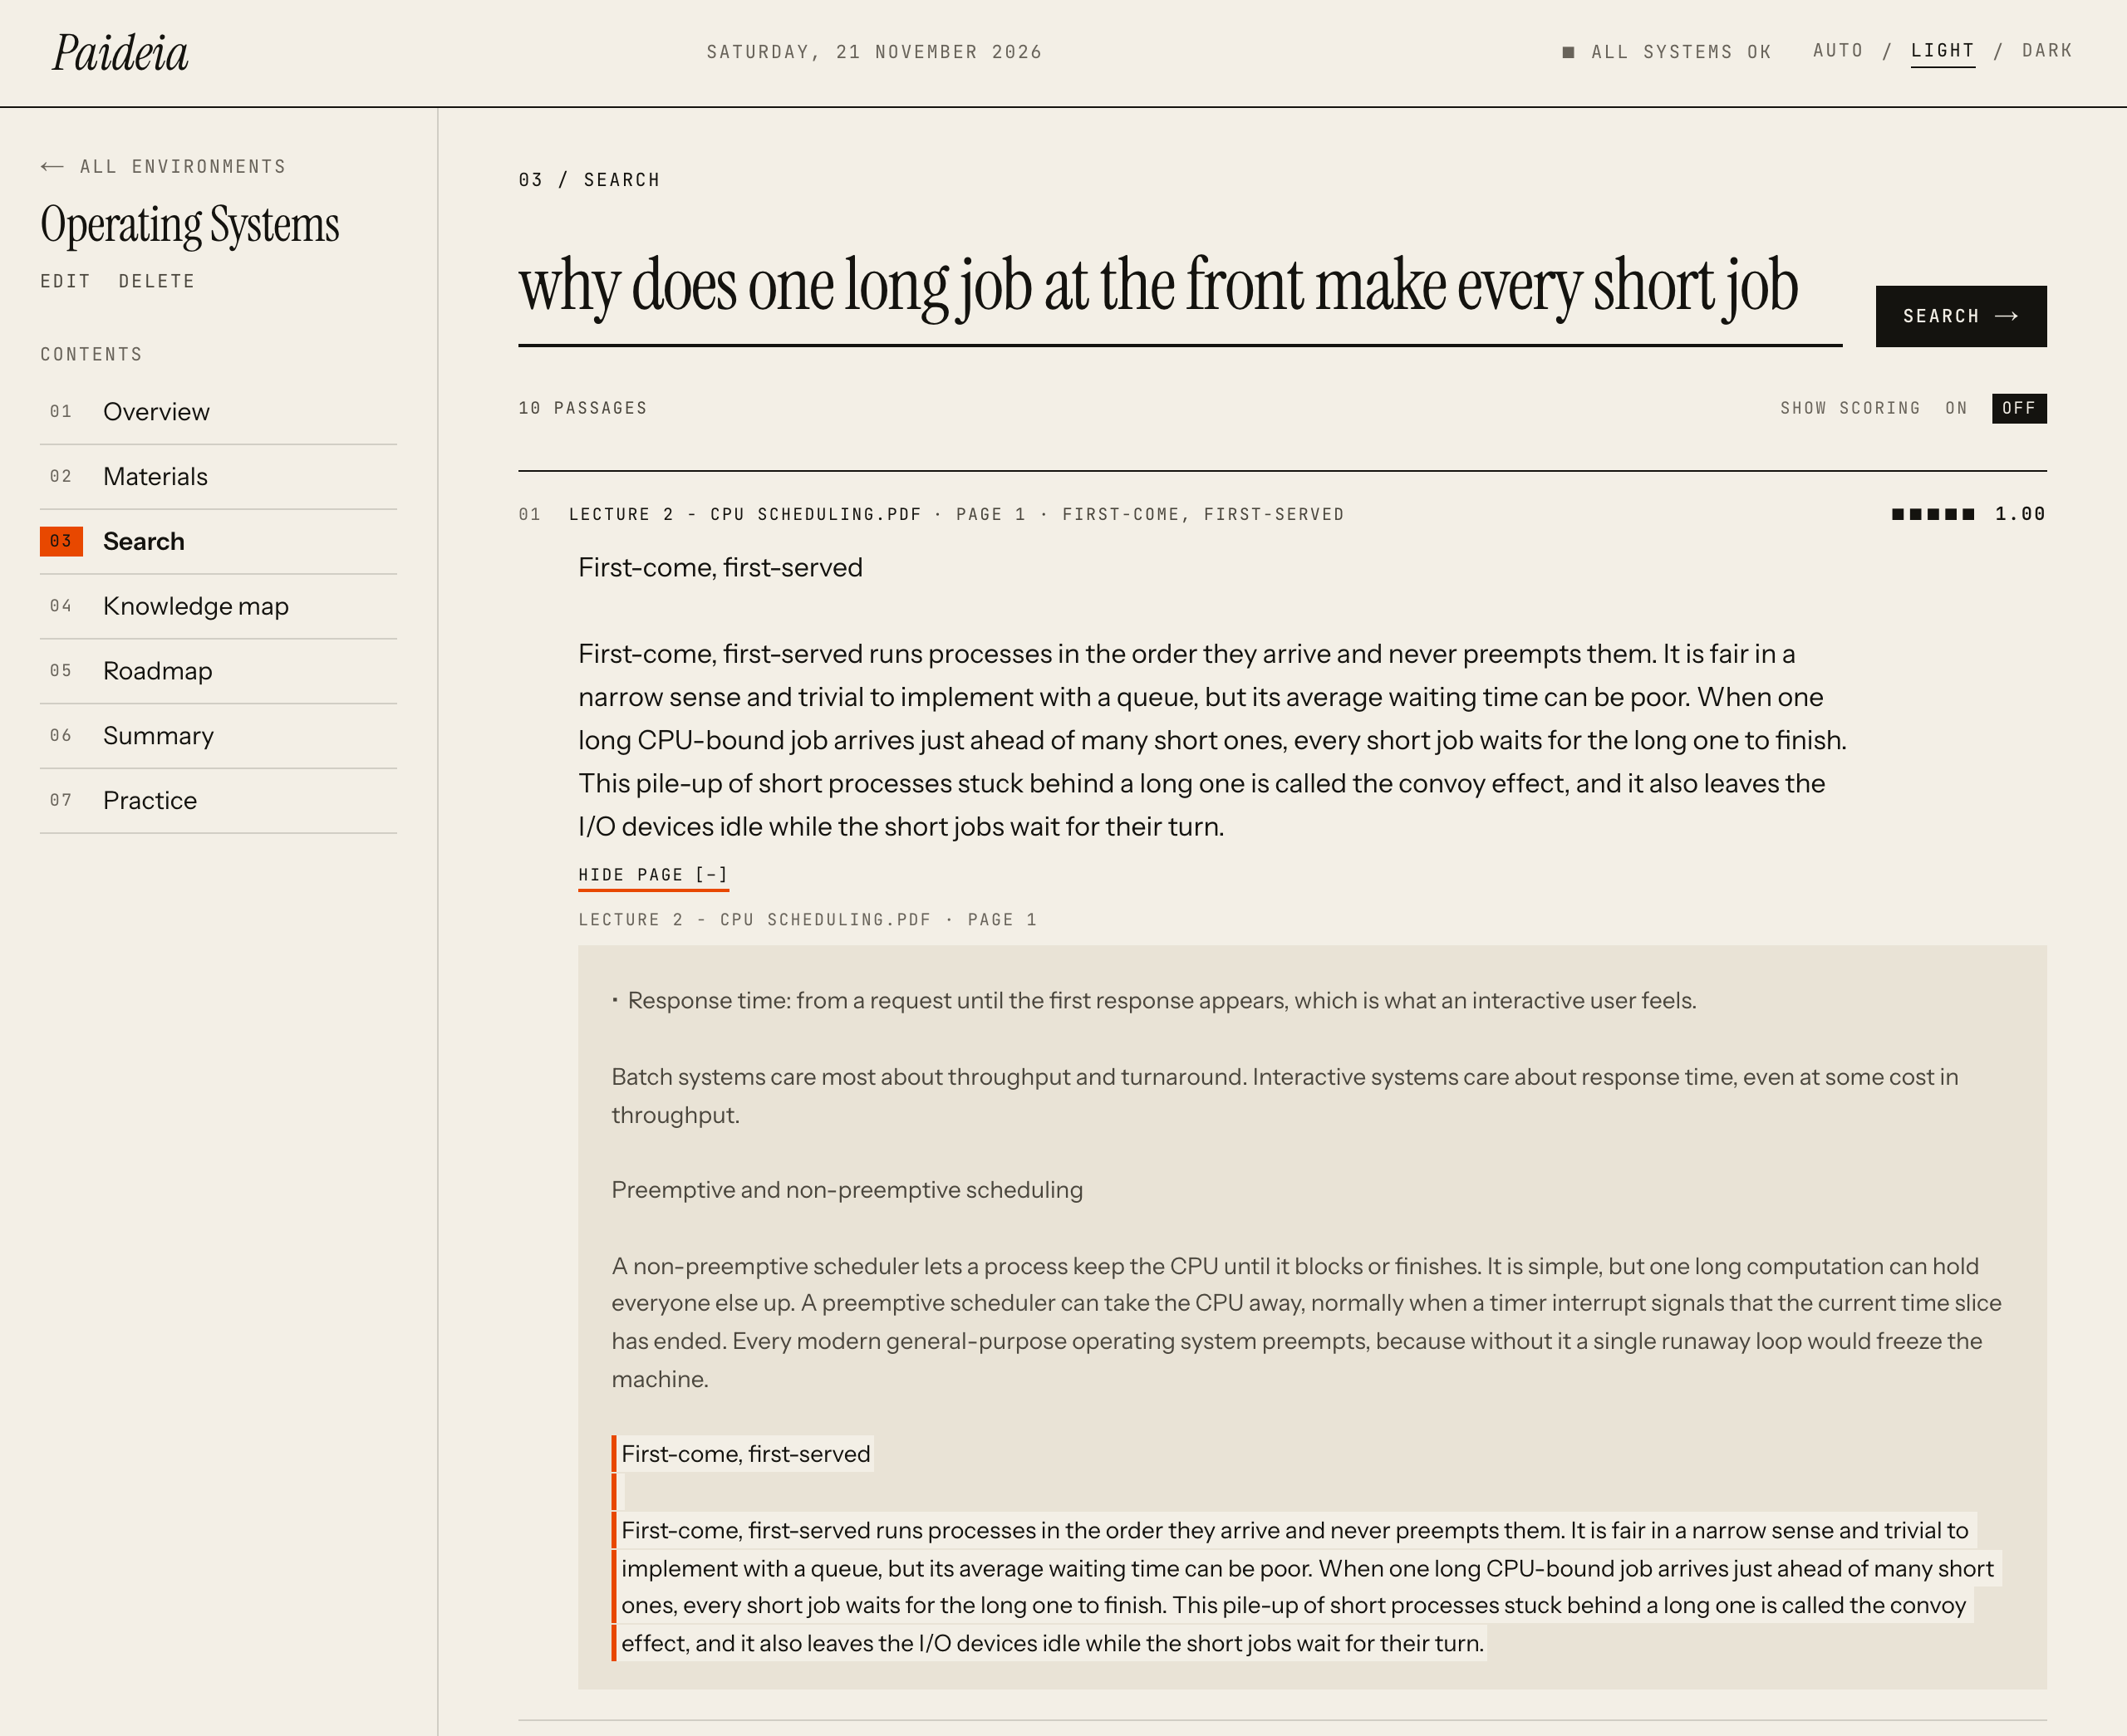 Paideia
SATURDAY, 21 NOVEMBER 2026
ALL SYSTEMS OK
AUTO / LIGHT / DARK
← ALL ENVIRONMENTS
Operating Systems
EDIT DELETE
CONTENTS
01 Overview
02 Materials
03 Search
04 Knowledge map
05 Roadmap
06 Summary
07 Practice
03 / SEARCH
why does one long job at the front make every short job
SEARCH →
10 PASSAGES
SHOW SCORING ON OFF
01 LECTURE 2 - CPU SCHEDULING.PDF · PAGE 1 · FIRST-COME, FIRST-SERVED
■■■■■ 1.00
First-come, first-served
First-come, first-served runs processes in the order they arrive and never preempts them. It is fair in a
narrow sense and trivial to implement with a queue, but its average waiting time can be poor. When one
long CPU-bound job arrives just ahead of many short ones, every short job waits for the long one to finish.
This pile-up of short processes stuck behind a long one is called the convoy effect, and it also leaves the
I/O devices idle while the short jobs wait for their turn.
HIDE PAGE [-]
LECTURE 2 - CPU SCHEDULING.PDF · PAGE 1
· Response time: from a request until the first response appears, which is what an interactive user feels.
Batch systems care most about throughput and turnaround. Interactive systems care about response time, even at some cost in
throughput.
Preemptive and non-preemptive scheduling
A non-preemptive scheduler lets a process keep the CPU until it blocks or finishes. It is simple, but one long computation can hold
everyone else up. A preemptive scheduler can take the CPU away, normally when a timer interrupt signals that the current time slice
has ended. Every modern general-purpose operating system preempts, because without it a single runaway loop would freeze the
machine.
First-come, first-served
First-come, first-served runs processes in the order they arrive and never preempts them. It is fair in a narrow sense and trivial to
implement with a queue, but its average waiting time can be poor. When one long CPU-bound job arrives just ahead of many short
ones, every short job waits for the long one to finish. This pile-up of short processes stuck behind a long one is called the convoy
effect, and it also leaves the I/O devices idle while the short jobs wait for their turn.